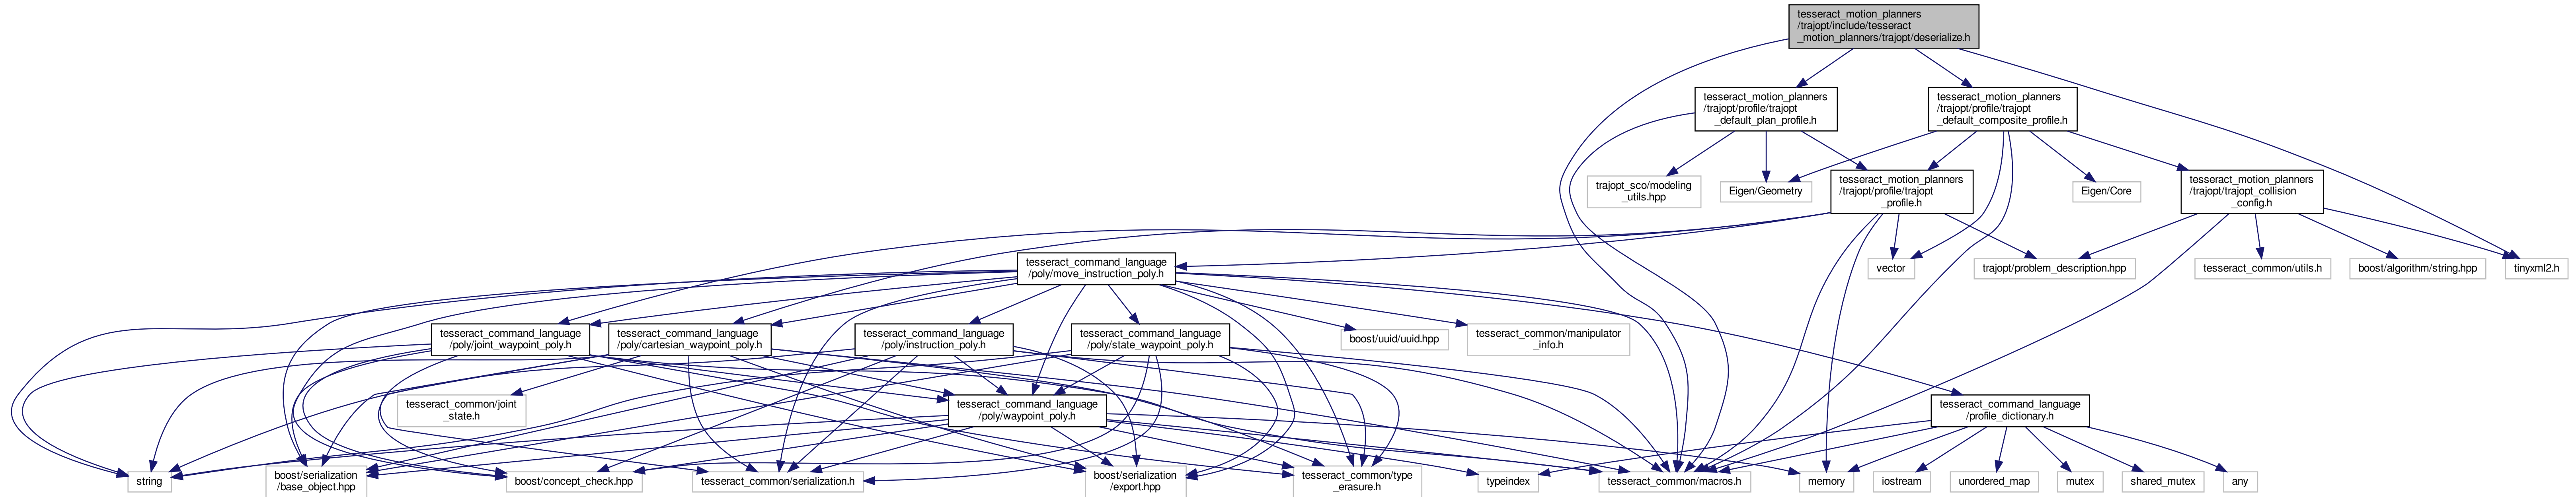 tesseract_motion_planners
/trajopt/include/tesseract
_motion_planners/trajopt/deserialize.h
tesseract_motion_planners
/trajopt/profile/trajopt
_default_plan_profile.h
tesseract_motion_planners
/trajopt/profile/trajopt
_default_composite_profile.h
trajopt_sco/modeling
_utils.hpp
Eigen/Geometry
tesseract_motion_planners
/trajopt/profile/trajopt
_profile.h
Eigen/Core
tesseract_motion_planners
/trajopt/trajopt_collision
_config.h
tesseract_command_language
/poly/move_instruction_poly.h
vector
trajopt/problem_description.hpp
tesseract_common/utils.h
boost/algorithm/string.hpp
tinyxml2.h
tesseract_command_language
/poly/joint_waypoint_poly.h
tesseract_command_language
/poly/cartesian_waypoint_poly.h
tesseract_command_language
/poly/instruction_poly.h
tesseract_command_language
/poly/state_waypoint_poly.h
boost/uuid/uuid.hpp
tesseract_common/manipulator
_info.h
tesseract_common/joint
_state.h
tesseract_command_language
/poly/waypoint_poly.h
tesseract_command_language
/profile_dictionary.h
string
boost/serialization
/base_object.hpp
boost/concept_check.hpp
tesseract_common/serialization.h
boost/serialization
/export.hpp
tesseract_common/type
_erasure.h
typeindex
tesseract_common/macros.h
memory
iostream
unordered_map
mutex
shared_mutex
any